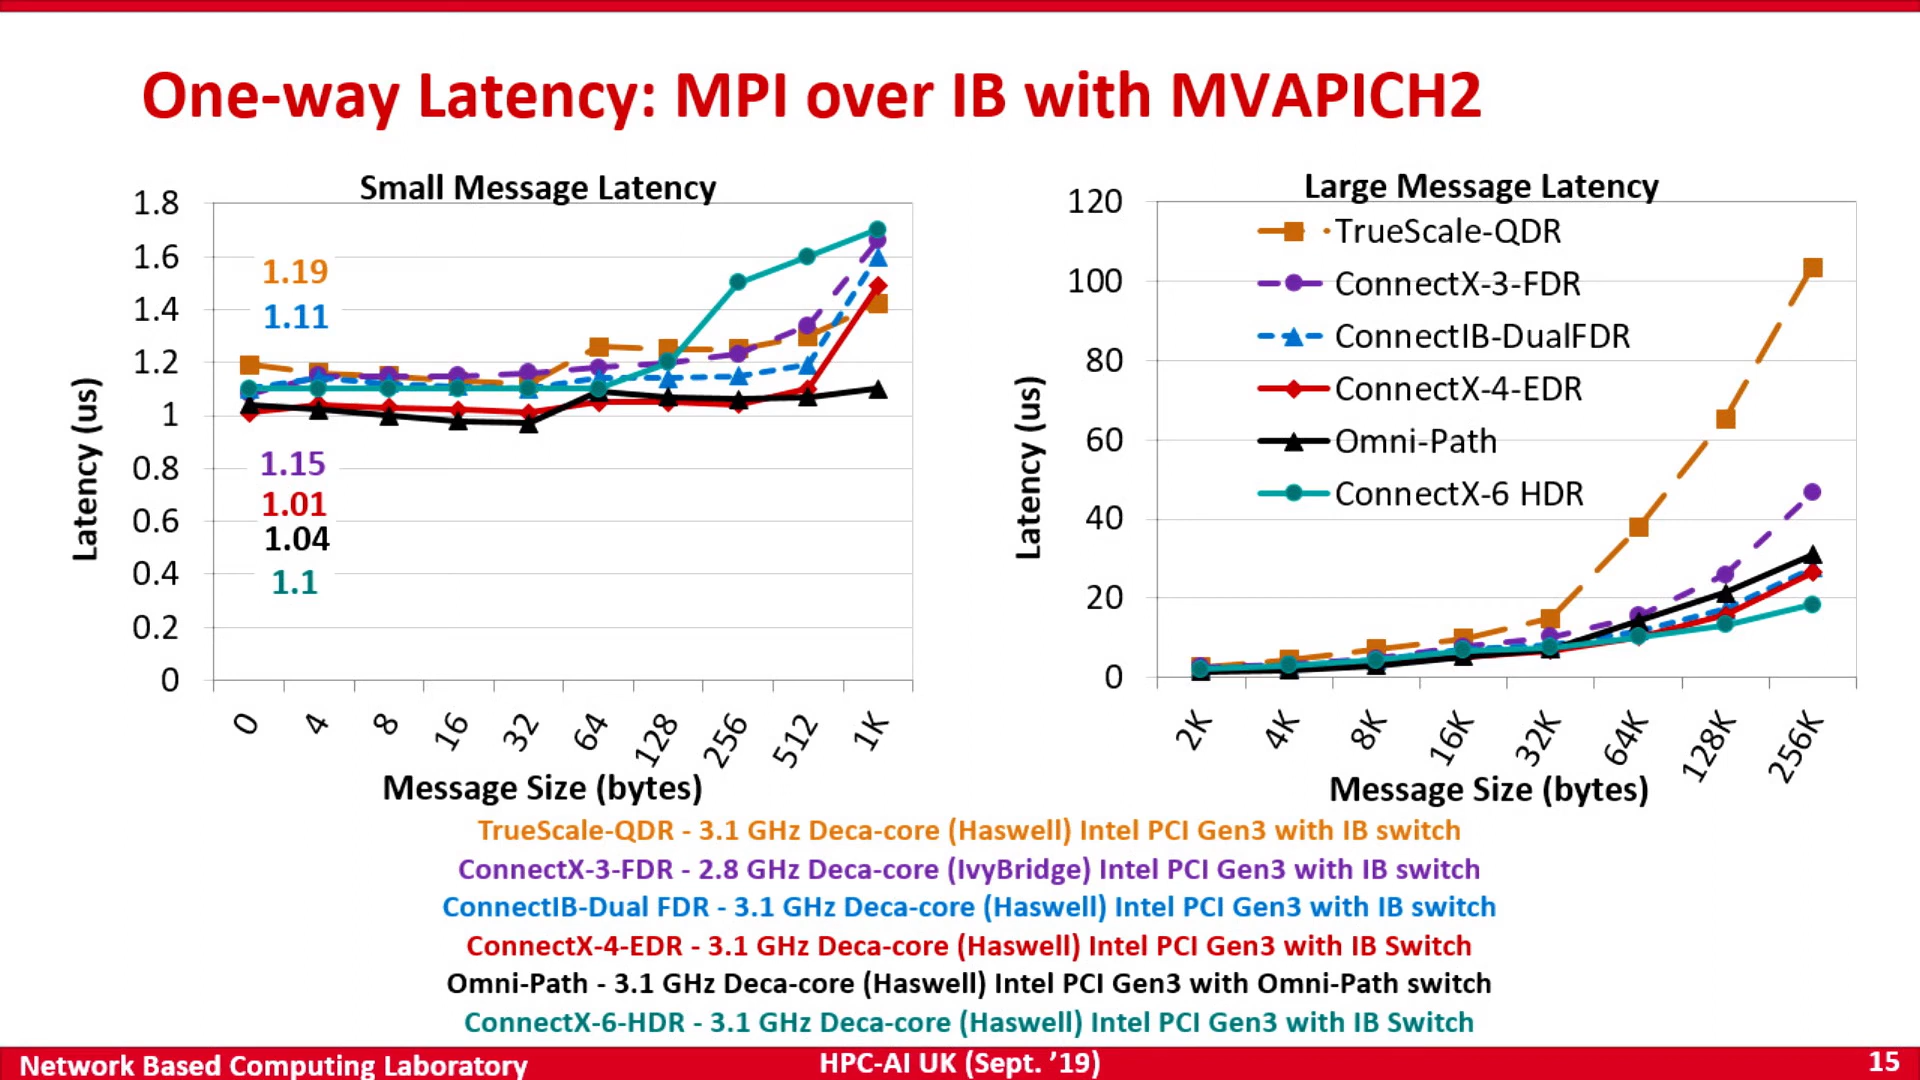 One-way Latency: MPI over IB with MVAPICH2
Small Message Latency
1.8
1.6
1.4
1.2
1
0.8
0.6
0.4
0.2
0
Latency (us)
1.19
1.11
1.15
1.01
1.04
1.1
0 4 8 16 32 64 128 256 512 1K
Message Size (bytes)
Large Message Latency
120
100
80
60
40
20
0
Latency (us)
TrueScale-QDR
ConnectX-3-FDR
ConnectIB-DualFDR
ConnectX-4-EDR
Omni-Path
ConnectX-6 HDR
2K 4K 8K 16K 32K 64K 128K 256K
Message Size (bytes)
TrueScale-QDR - 3.1 GHz Deca-core (Haswell) Intel PCI Gen3 with IB switch
ConnectX-3-FDR - 2.8 GHz Deca-core (IvyBridge) Intel PCI Gen3 with IB switch
ConnectIB-Dual FDR - 3.1 GHz Deca-core (Haswell) Intel PCI Gen3 with IB switch
ConnectX-4-EDR - 3.1 GHz Deca-core (Haswell) Intel PCI Gen3 with IB Switch
Omni-Path - 3.1 GHz Deca-core (Haswell) Intel PCI Gen3 with Omni-Path switch
ConnectX-6-HDR - 3.1 GHz Deca-core (Haswell) Intel PCI Gen3 with IB Switch
Network Based Computing Laboratory
HPC-AI UK (Sept. ’19)
15